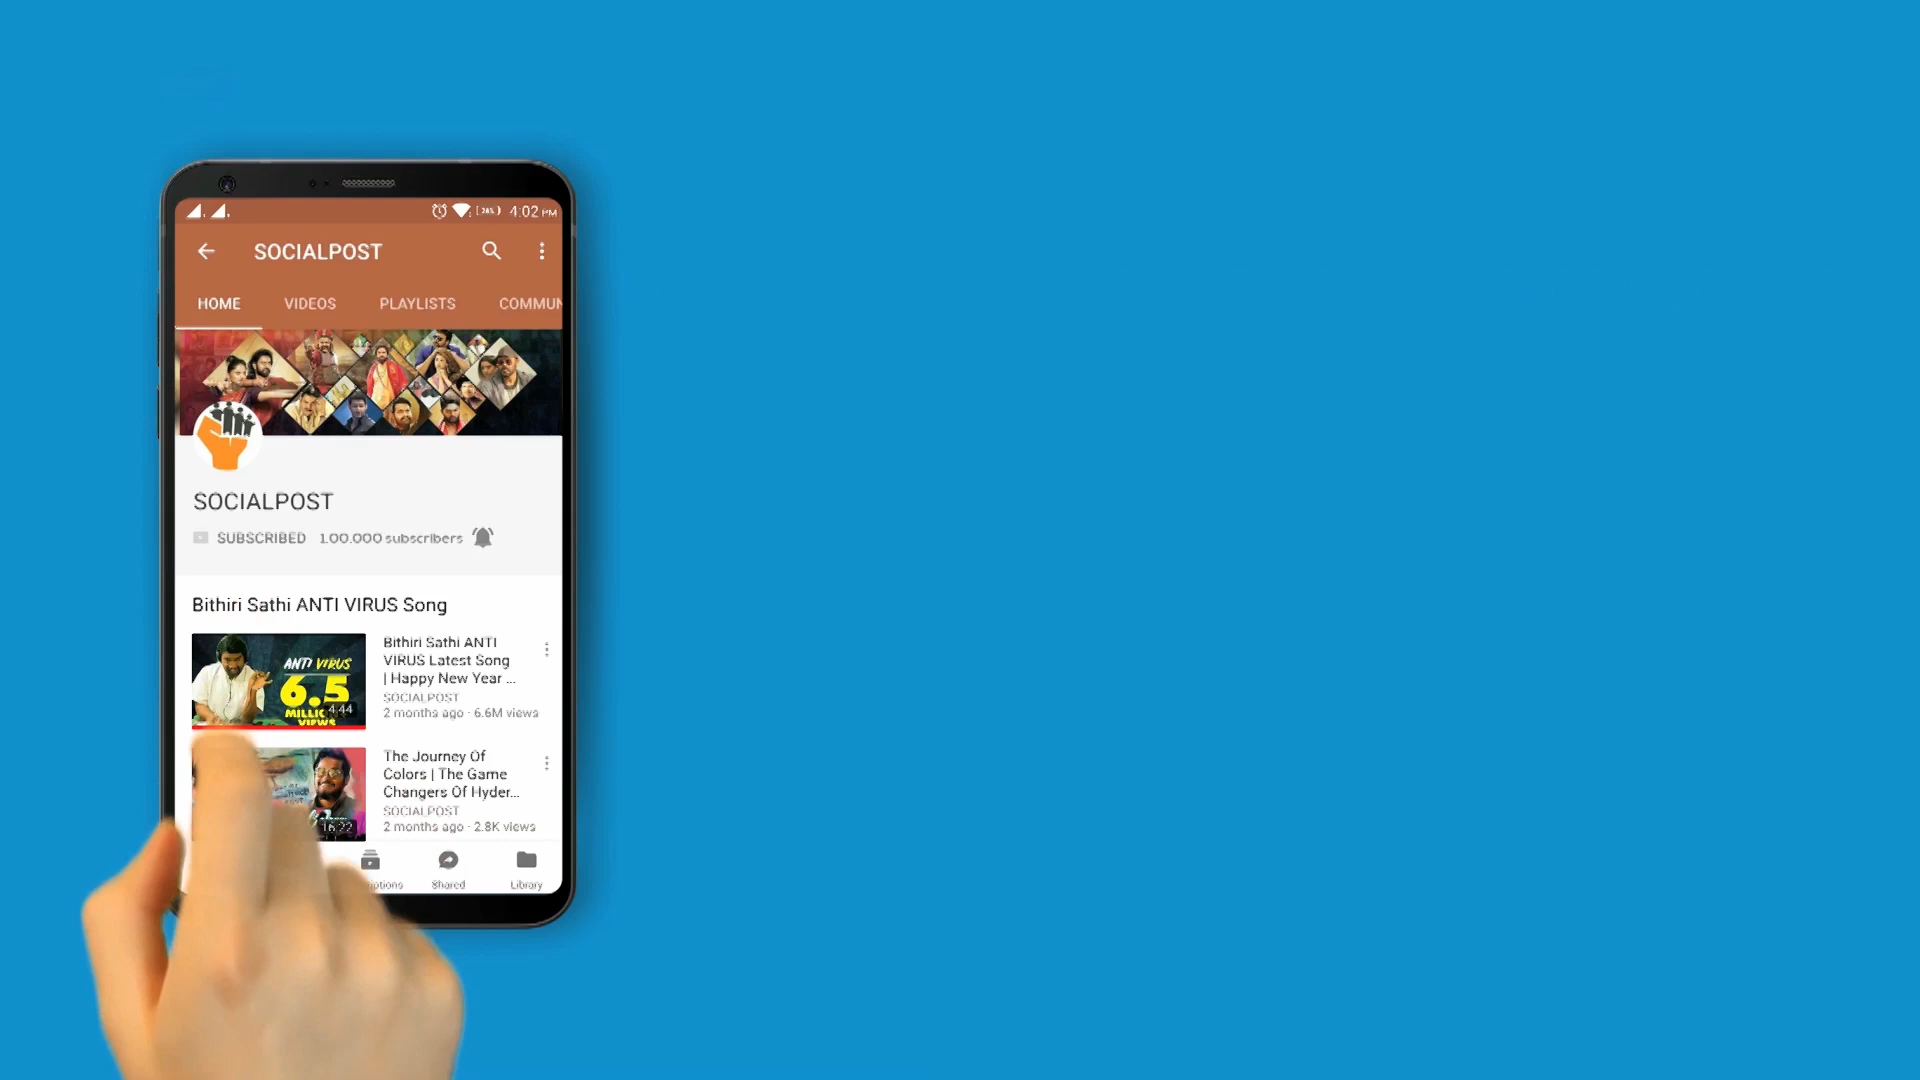 4:02 PM
SOCIALPOST
HOME VIDEOS PLAYLISTS COMMUN
SOCIALPOST
SUBSCRIBED 1,00,000 subscribers
Bithiri Sathi ANTI VIRUS Song
ANTI VIRUS
6.5
4:44
VIEWS
Bithiri Sathi ANTI
VIRUS Latest Song
| Happy New Year ...
SOCIALPOST
2 months ago · 6.6M views
16:22
The Journey Of
Colors | The Game
Changers Of Hyder...
SOCIALPOST
2 months ago · 2.8K views
Shared Library